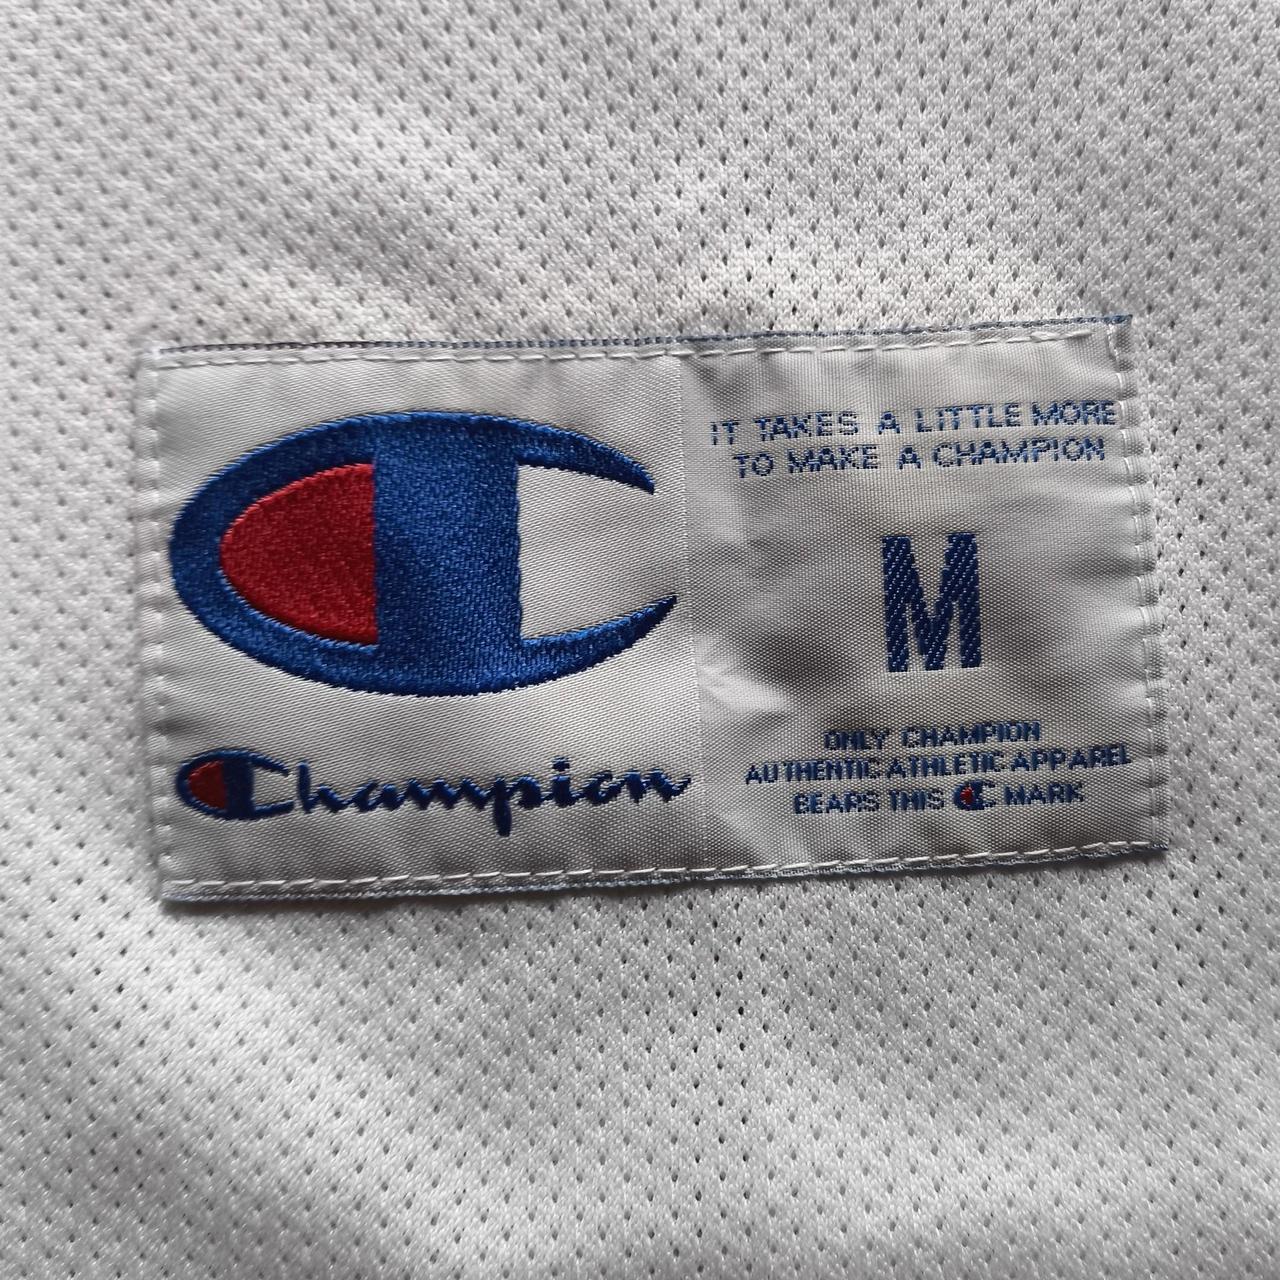 Champion
IT TAKES A LITTLE MORE
TO MAKE A CHAMPION
M
ONLY CHAMPION
AUTHENTIC ATHLETIC APPAREL
BEARS THIS C MARK